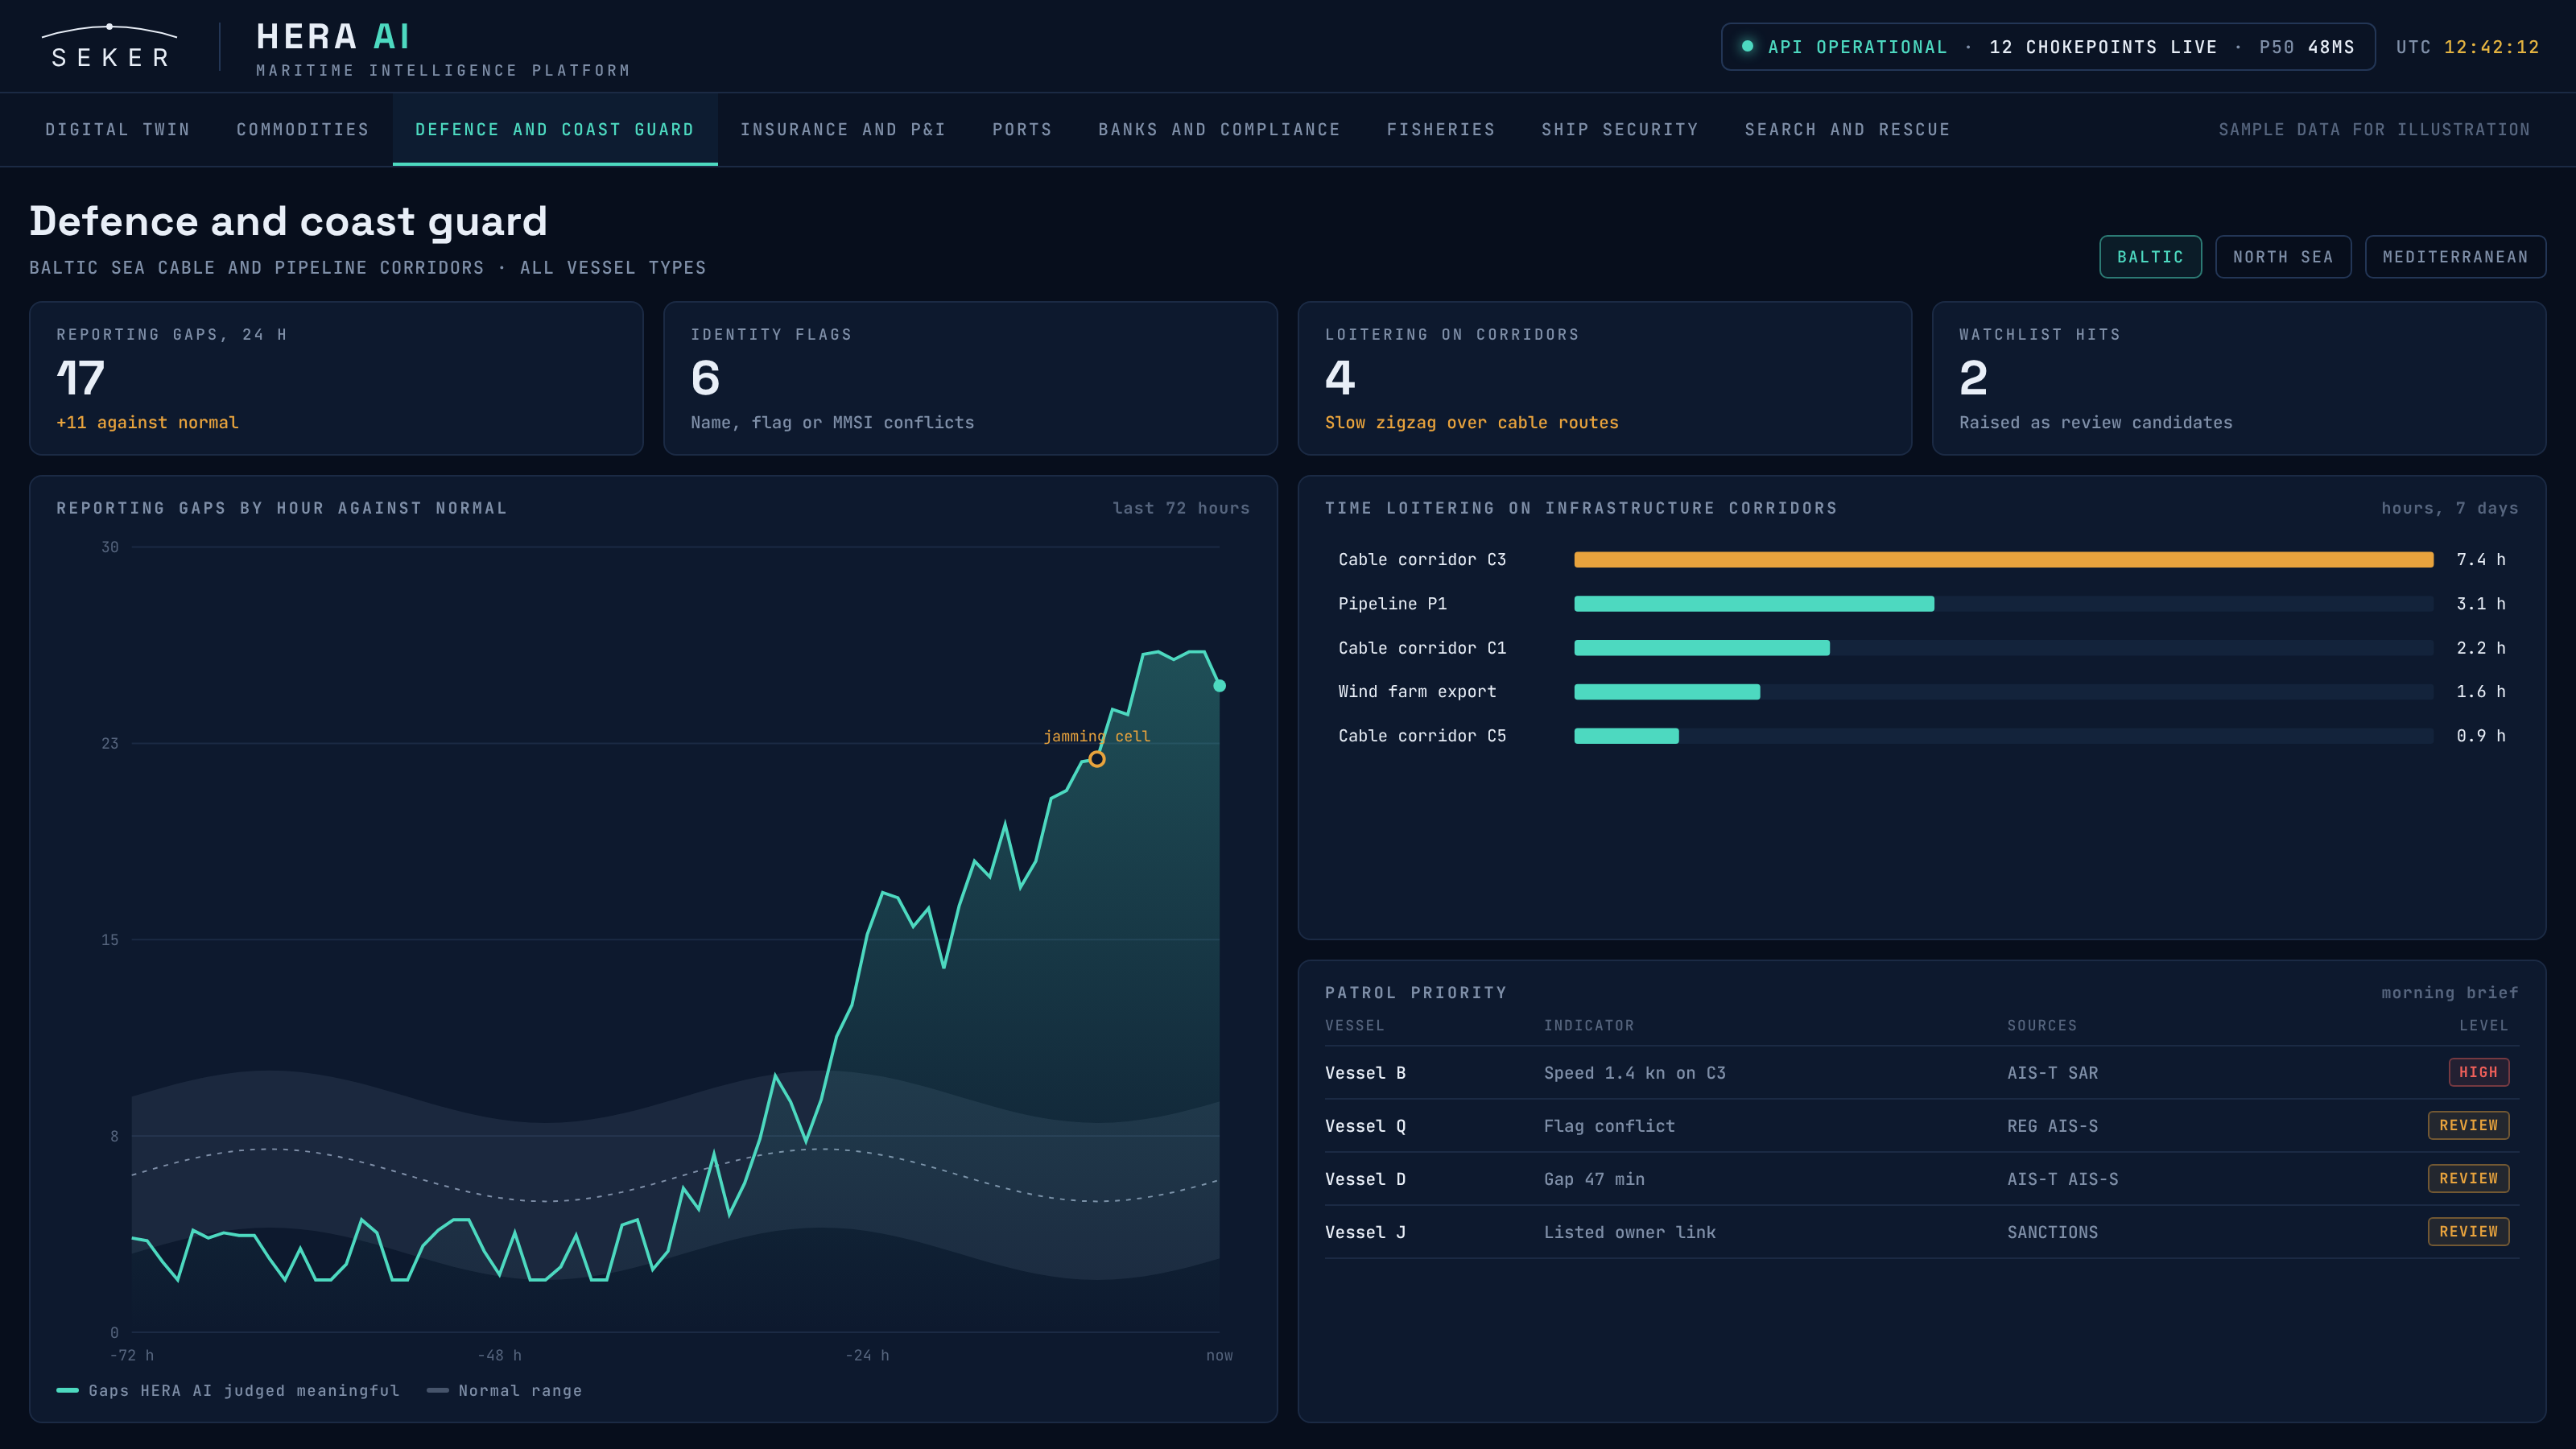 SEKER
HERA AI
MARITIME INTELLIGENCE PLATFORM
API OPERATIONAL · 12 CHOKEPOINTS LIVE · P50 48MS
UTC 12:42:12
DIGITAL TWIN
COMMODITIES
DEFENCE AND COAST GUARD
INSURANCE AND P&I
PORTS
BANKS AND COMPLIANCE
FISHERIES
SHIP SECURITY
SEARCH AND RESCUE
SAMPLE DATA FOR ILLUSTRATION
Defence and coast guard
BALTIC SEA CABLE AND PIPELINE CORRIDORS · ALL VESSEL TYPES
BALTIC
NORTH SEA
MEDITERRANEAN
REPORTING GAPS, 24 H
17
+11 against normal
IDENTITY FLAGS
6
Name, flag or MMSI conflicts
LOITERING ON CORRIDORS
4
Slow zigzag over cable routes
WATCHLIST HITS
2
Raised as review candidates
REPORTING GAPS BY HOUR AGAINST NORMAL
last 72 hours
30
23
15
8
0
jamming cell
-72 h
-48 h
-24 h
now
Gaps HERA AI judged meaningful
Normal range
TIME LOITERING ON INFRASTRUCTURE CORRIDORS
hours, 7 days
Cable corridor C3 7.4 h
Pipeline P1 3.1 h
Cable corridor C1 2.2 h
Wind farm export 1.6 h
Cable corridor C5 0.9 h
PATROL PRIORITY
morning brief
VESSEL INDICATOR SOURCES LEVEL
Vessel B Speed 1.4 kn on C3 AIS-T SAR HIGH
Vessel Q Flag conflict REG AIS-S REVIEW
Vessel D Gap 47 min AIS-T AIS-S REVIEW
Vessel J Listed owner link SANCTIONS REVIEW